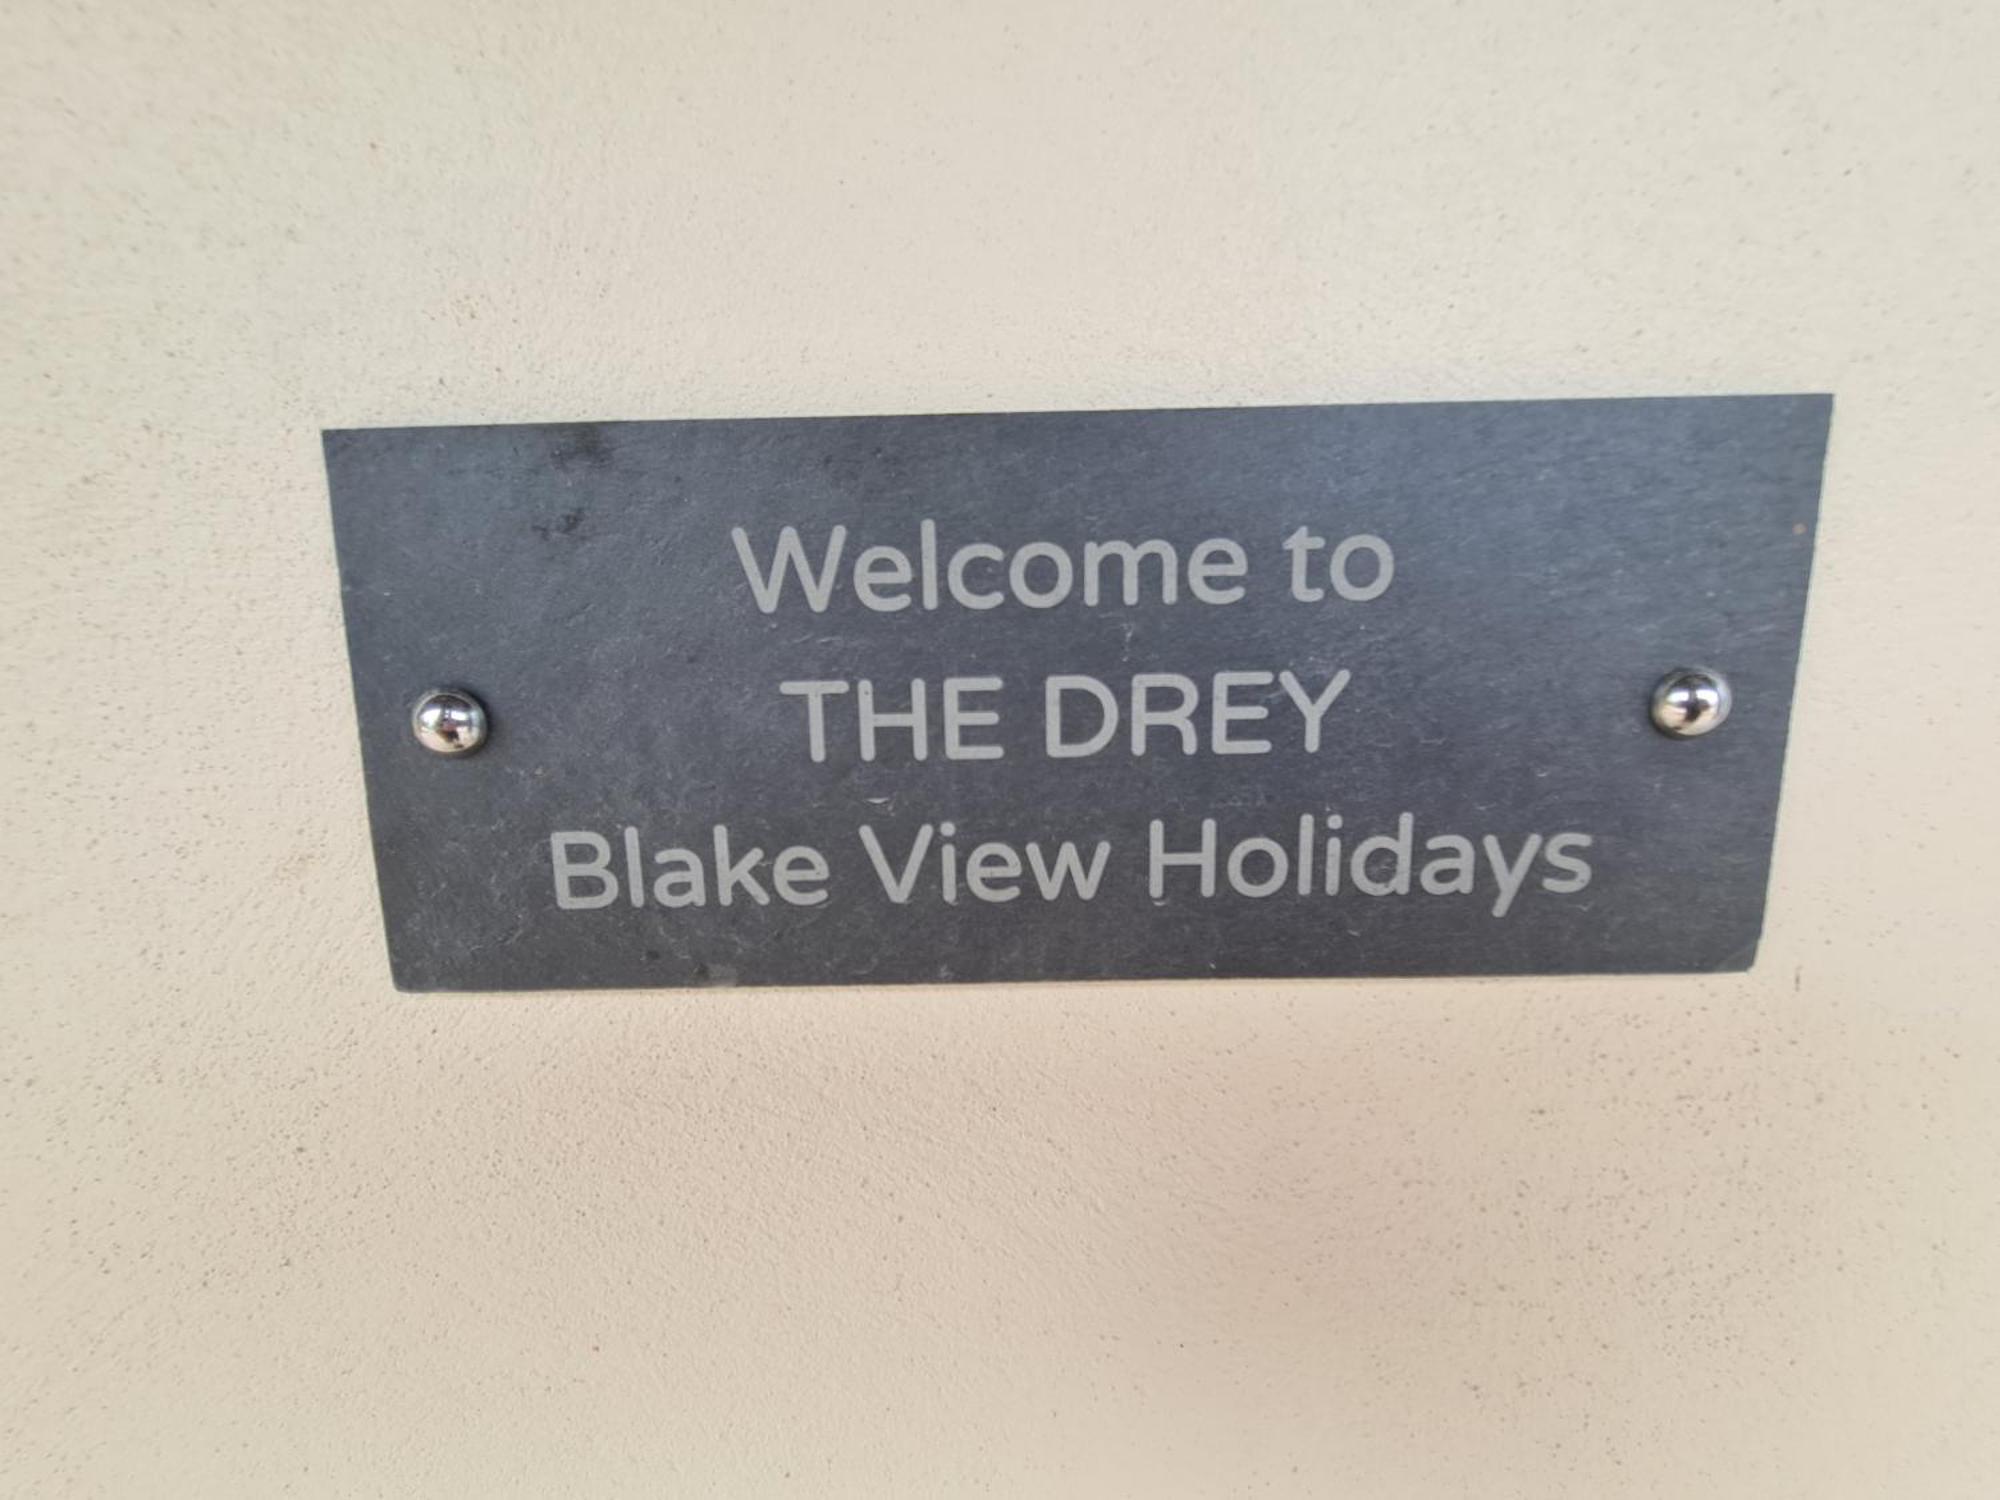 Welcome to
THE DREY
Blake View Holidays